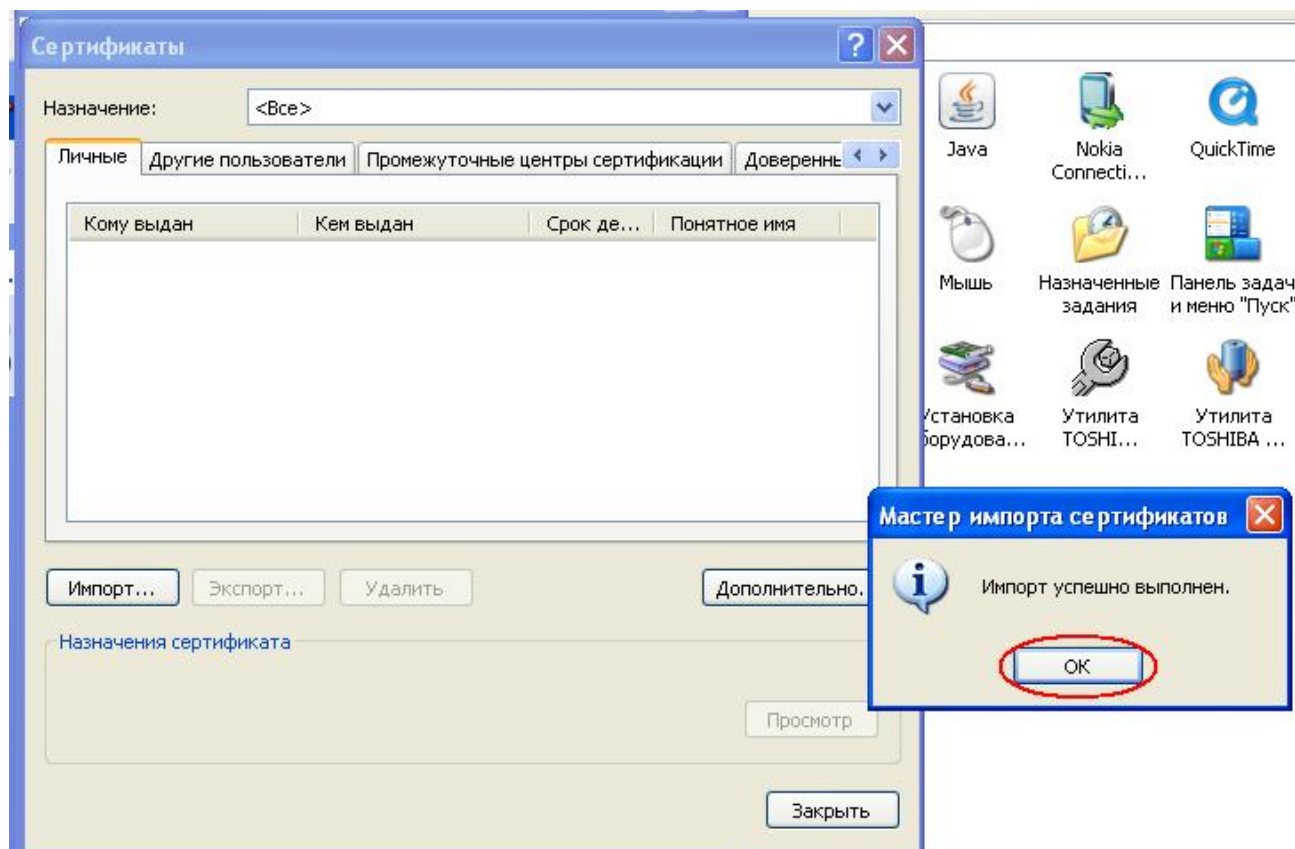 Сертификаты
Назначение:
<Все>
Личные
Другие пользователи
Промежуточные центры сертификации
Доверенны
Кому выдан
Кем выдан
Срок де...
Понятное имя
Импорт...
Экспорт...
Удалить
Дополнительно.
Назначения сертификата
Просмотр
Закрыть
Java
Nokia
Connecti...
QuickTime
Мышь
Назначенные
задания
Панель задач
и меню "Пуск"
Установка
борудова...
Утилита
TOSHI...
Утилита
TOSHIBA ...
Мастер импорта сертификатов
Импорт успешно выполнен.
ОК